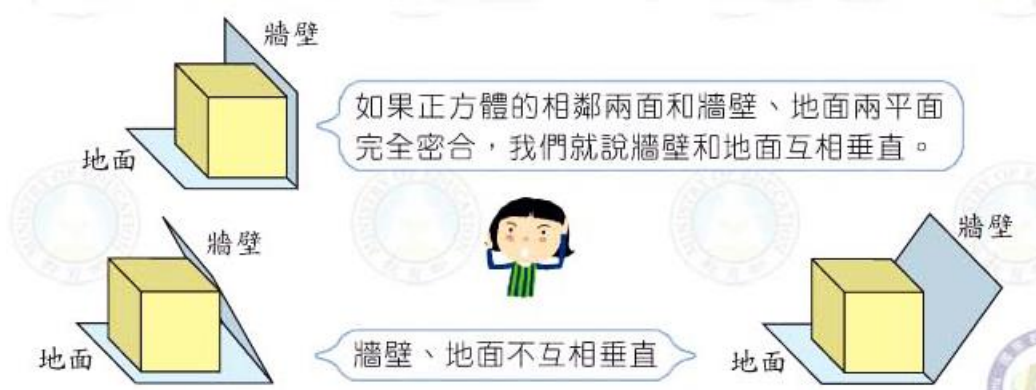 牆壁
如果正方體的相鄰兩面和牆壁、地面兩平面
完全密合，我們就說牆壁和地面互相垂直。
地面
牆壁
牆壁
地面
牆壁、地面不互相垂直
地面